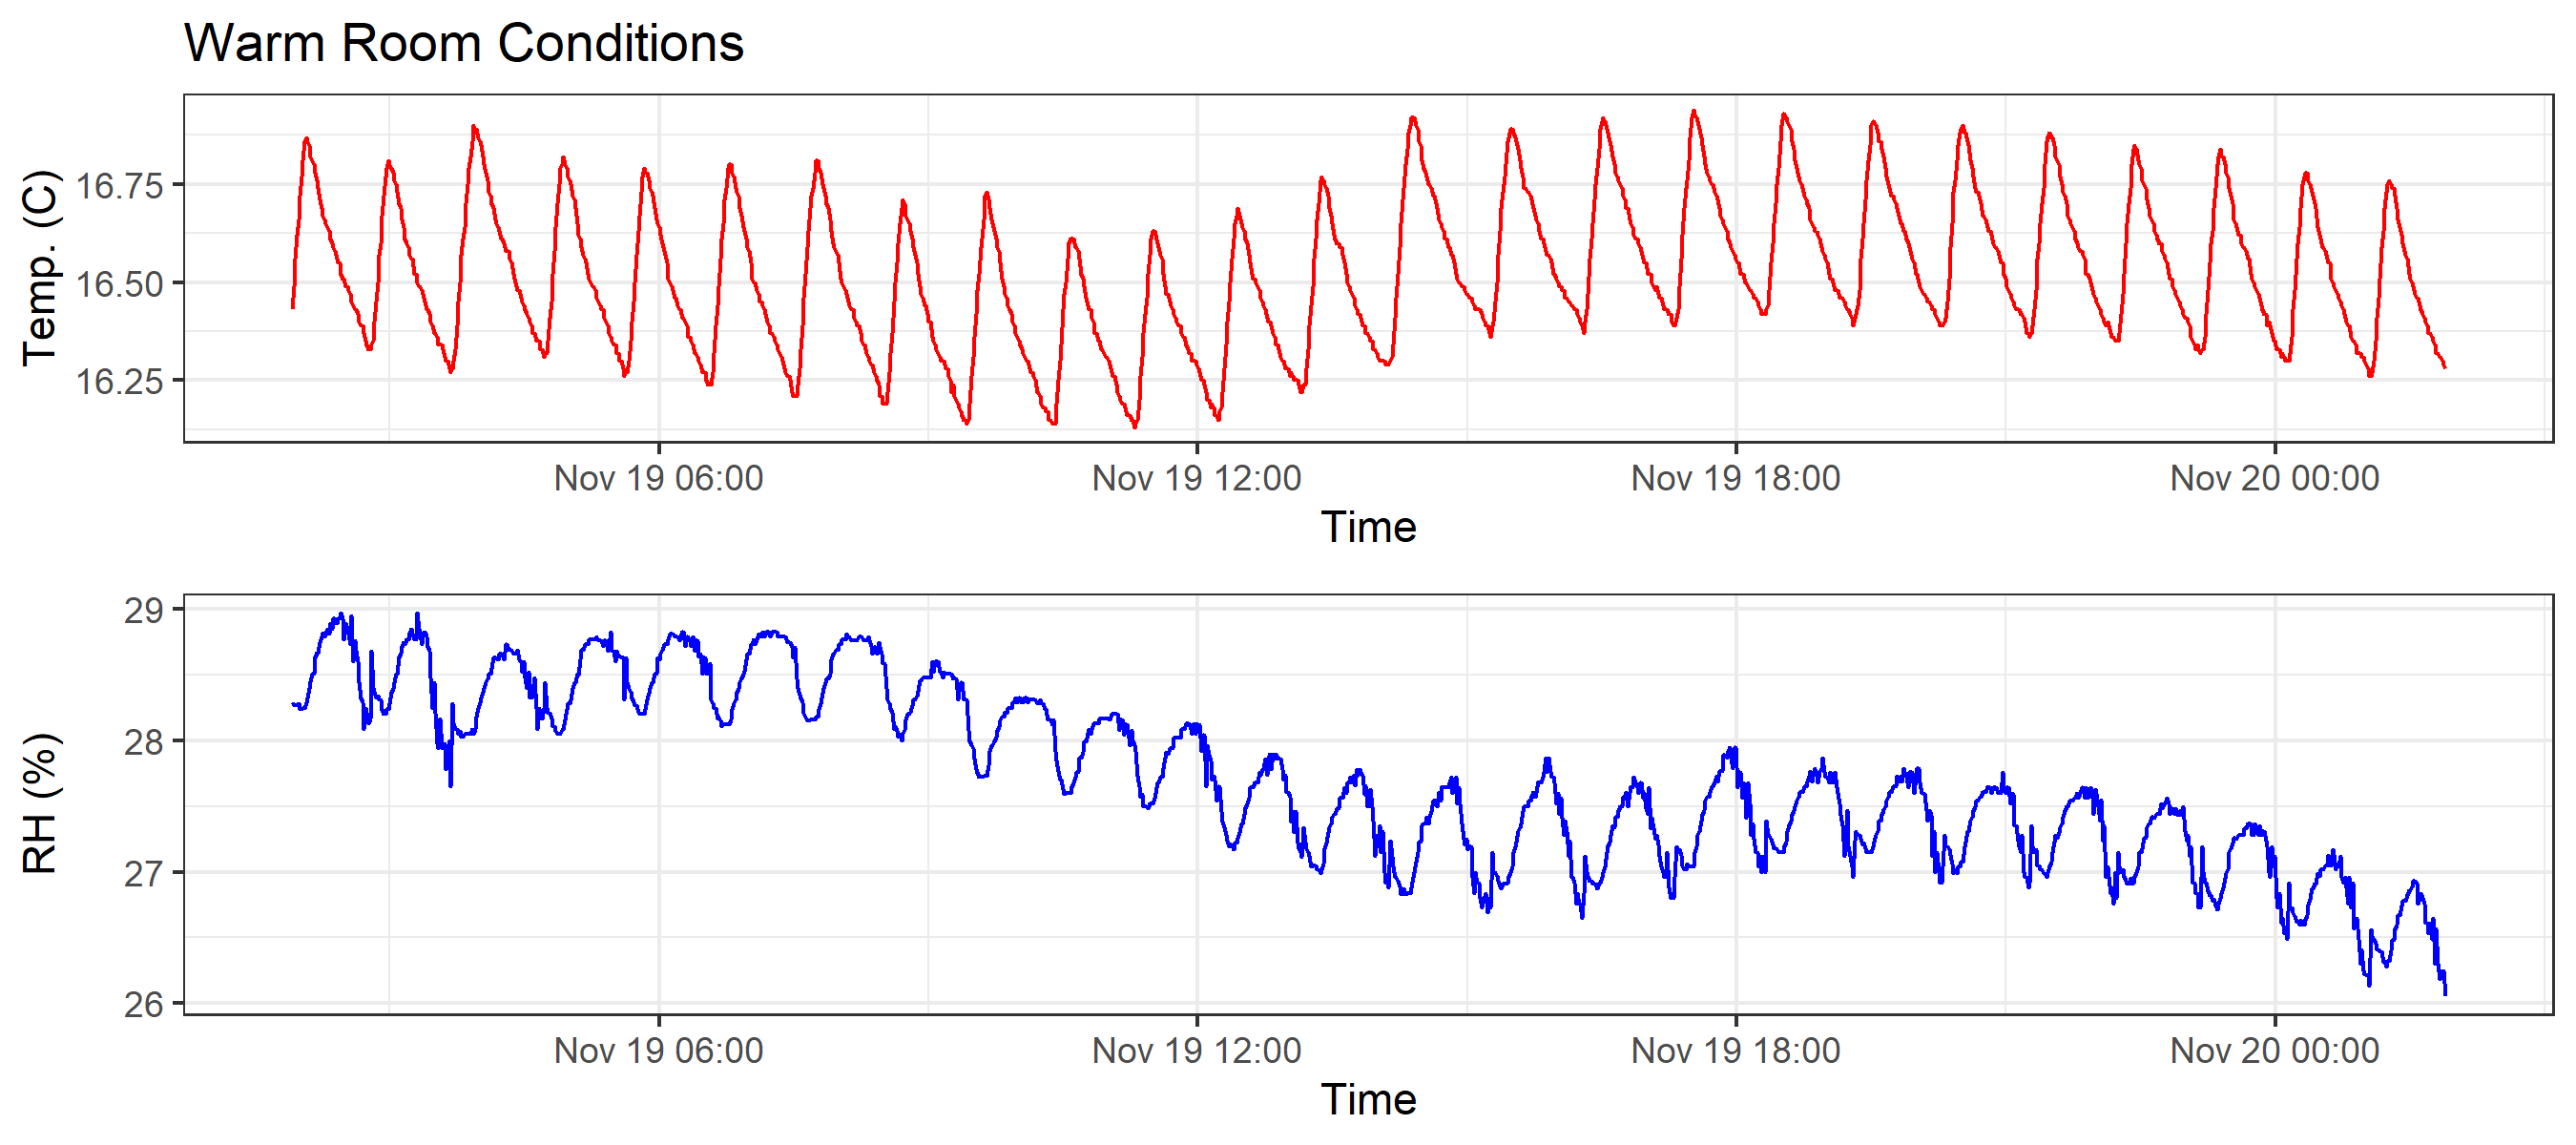 Warm Room Conditions
Temp. (C)
16.75
16.50
16.25
Nov 19 06:00 Nov 19 12:00 Nov 19 18:00 Nov 20 00:00
Time
RH (%)
29
28
27
26
Nov 19 06:00 Nov 19 12:00 Nov 19 18:00 Nov 20 00:00
Time